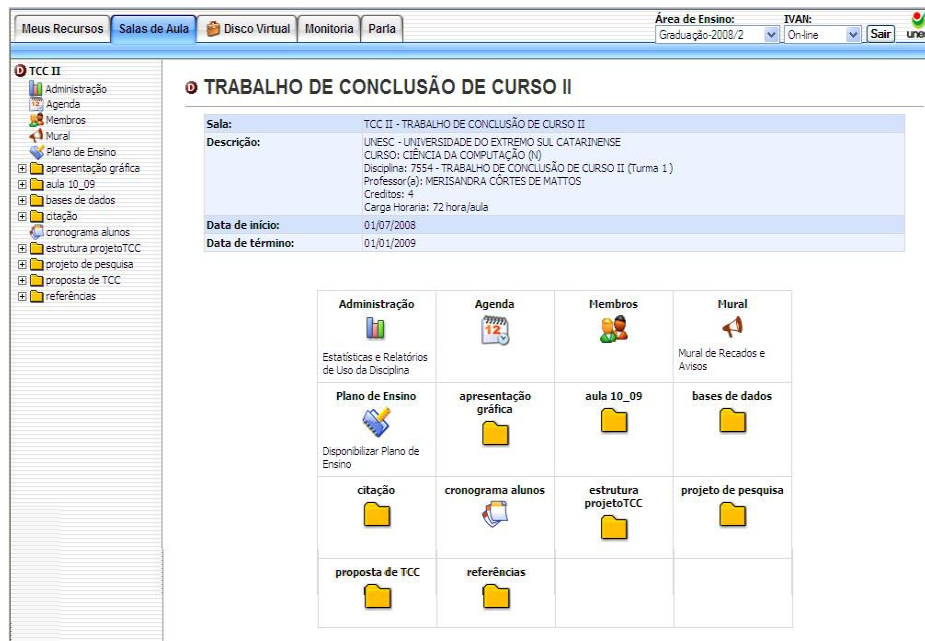 Meus Recursos
Salas de Aula
Disco Virtual
Monitoria
Parla
Área de Ensino:
IVAN:
Graduação-2008/2
On-line
Sair
TCC II
Administração
Agenda
Membros
Mural
Plano de Ensino
apresentação gráfica
aula 10_09
bases de dados
citação
cronograma alunos
estrutura projetoTCC
projeto de pesquisa
proposta de TCC
referências
TRABALHO DE CONCLUSÃO DE CURSO II
Sala: TCC II - TRABALHO DE CONCLUSÃO DE CURSO II
Descrição: UNESC - UNIVERSIDADE DO EXTREMO SUL CATARINENSE
CURSO: CIÊNCIA DA COMPUTAÇÃO (N)
Disciplina: 7554 - TRABALHO DE CONCLUSÃO DE CURSO II (Turma 1)
Professor(a): MERISANDRA CÔRTES DE MATTOS
Creditos: 4
Carga Horaria: 72 hora/aula
Data de início: 01/07/2008
Data de término: 01/01/2009
Administração
Estatísticas e Relatórios
de Uso da Disciplina
Agenda
12
Membros
Mural
Mural de Recados e
Avisos
Plano de Ensino
Disponibilizar Plano de
Ensino
apresentação
gráfica
aula 10_09
bases de dados
citação
cronograma alunos
estrutura
projetoTCC
projeto de pesquisa
proposta de TCC
referências